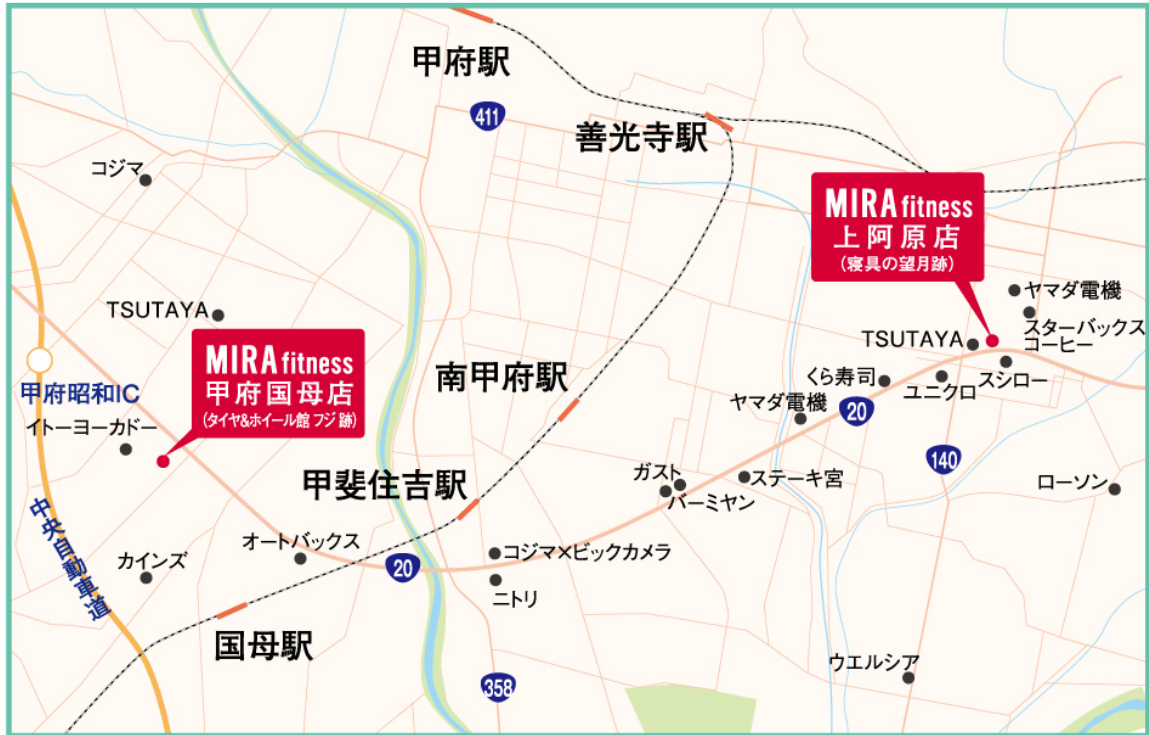 甲府駅
411
善光寺駅
コジマ
MIRA fitness
上阿原店
(寝具の望月跡)
ヤマダ電機
スターバックス
コーヒー
TSUTAYA
TSUTAYA
MIRA fitness
甲府国母店
(タイヤ&ホイール館 フジ跡)
甲府昭和IC
イトーヨーカドー
南甲府駅
スシロー
くら寿司
ユニクロ
ヤマダ電機
20
140
甲斐住吉駅
ガスト
バーミヤン
ステーキ宮
ローソン
中央自動車道
オートバックス
カインズ
20
コジマ×ビックカメラ
ニトリ
国母駅
358
ウエルシア